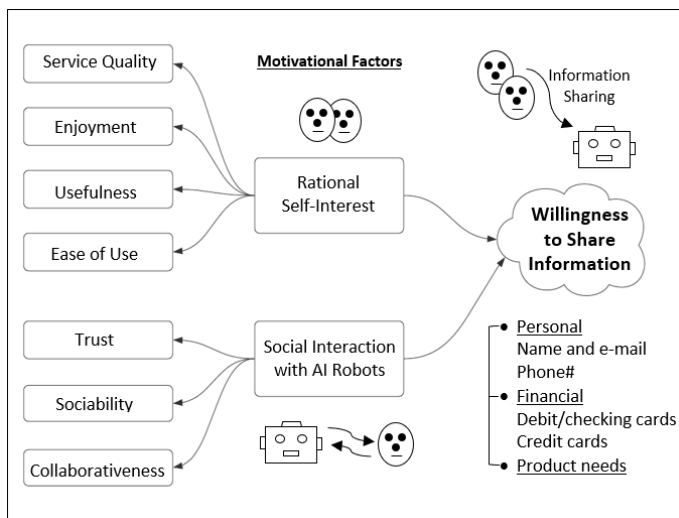 Service Quality
Enjoyment
Usefulness
Ease of Use
Trust
Sociability
Collaborativeness
Motivational Factors
Rational
Self-Interest
Social Interaction
with AI Robots
Information
Sharing
Willingness
to Share
Information
Personal
Name and e-mail
Phone#
Financial
Debit/checking cards
Credit cards
Product needs